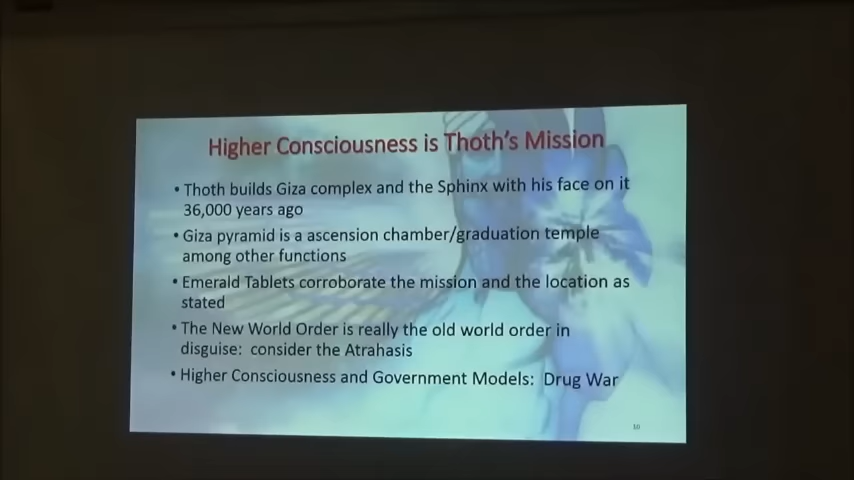 Higher Consciousness is Thoth's Mission
• Thoth builds Giza complex and the Sphinx with his face on it
36,000 years ago
• Giza pyramid is a ascension chamber/graduation temple
among other functions
• Emerald Tablets corroborate the mission and the location as
stated
• The New World Order is really the old world order in
disguise: consider the Atrahasis
• Higher Consciousness and Government Models: Drug War